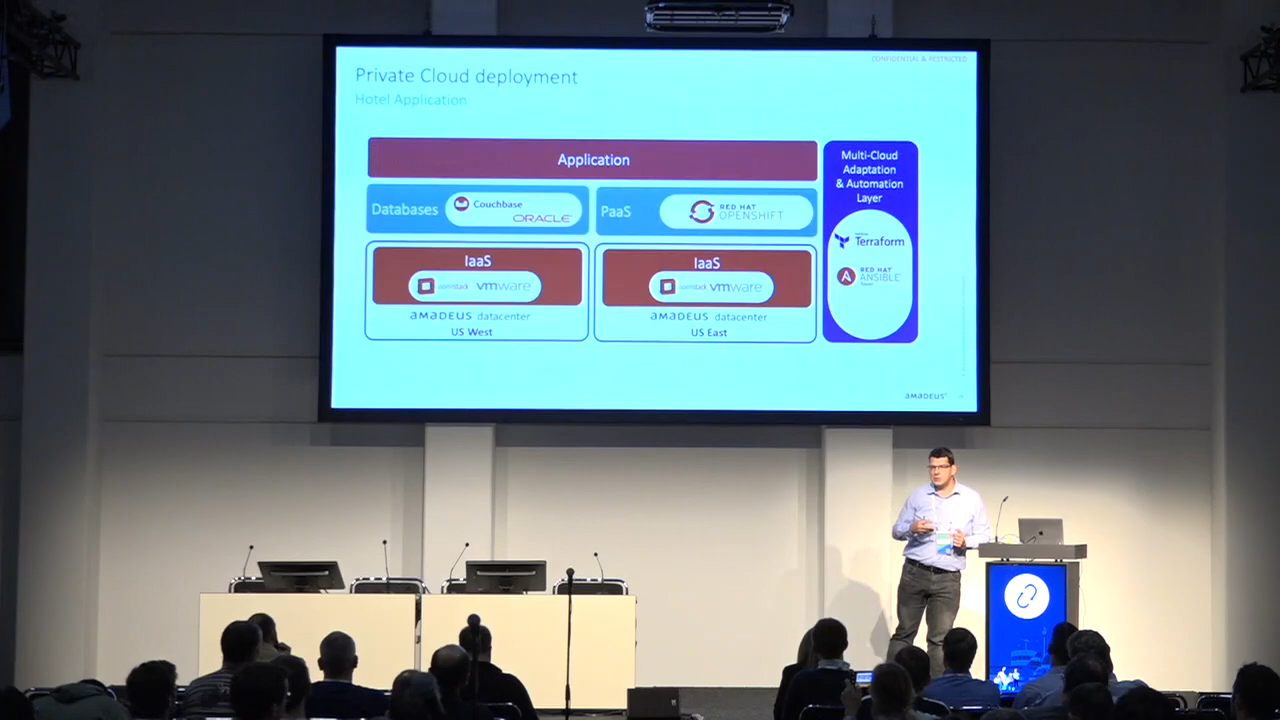 CONFIDENTIAL & RESTRICTED
Private Cloud deployment
Hotel Application
Application
Multi-Cloud
Adaptation
& Automation
Layer
Databases
Couchbase
ORACLE
PaaS
RED HAT
OPENSHIFT
Terraform
RED HAT
ANSIBLE
Tower
IaaS
openstack vmware
amadeus datacenter
US West
IaaS
openstack vmware
amadeus datacenter
US East
amadeus